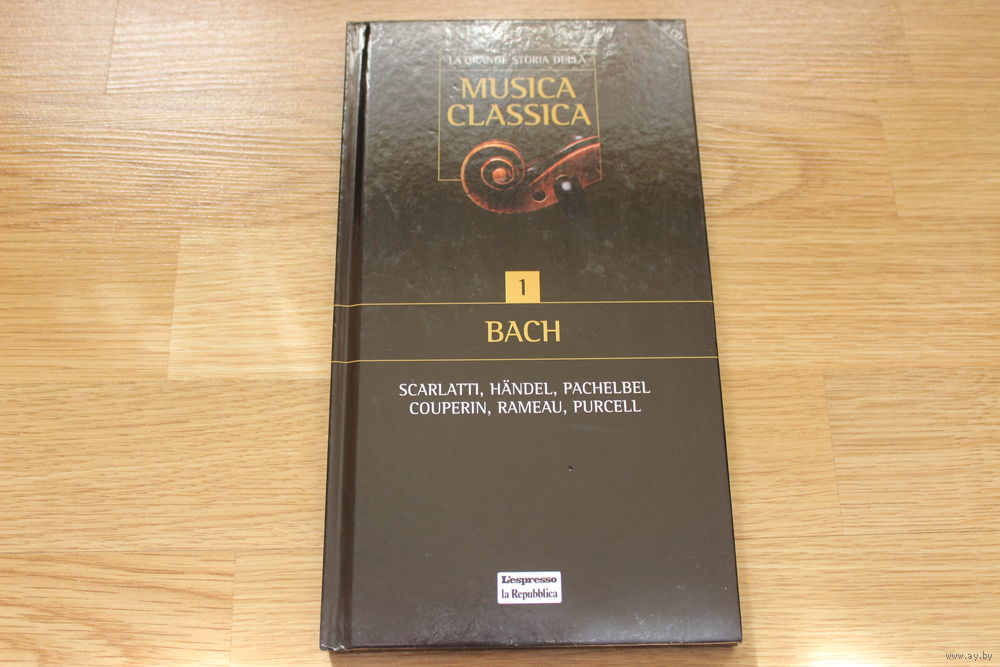 LA GRANDE STORIA DELLA
MUSICA
CLASSICA
1
BACH
SCARLATTI, HÄNDEL, PACHELBEL
COUPERIN, RAMEAU, PURCELL
L'espresso
la Repubblica
www.ay.by